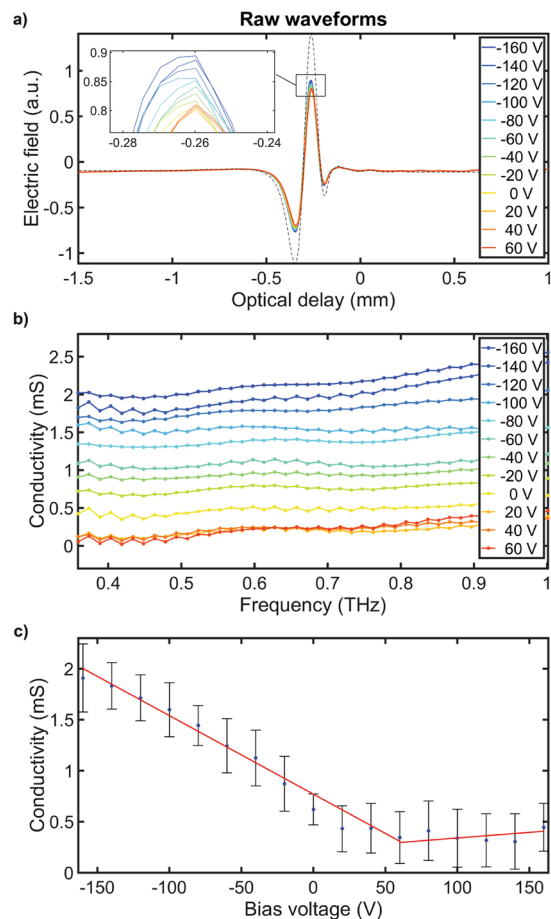 Raw waveforms
a)
Electric field (a.u.)
1
0.5
0
-0.5
-1
0.9
0.85
0.8
-0.28
-0.26
-0.24
-160 V
-140 V
-120 V
-100 V
-80 V
-60 V
-40 V
-20 V
0 V
20 V
40 V
60 V
-1.5
-1
-0.5
0
0.5
1
Optical delay (mm)
b)
Conductivity (mS)
2.5
2
1.5
1
0.5
0
-160 V
-140 V
-120 V
-100 V
-80 V
-60 V
-40 V
-20 V
0 V
20 V
40 V
60 V
0.4
0.5
0.6
0.7
0.8
0.9
1
Frequency (THz)
c)
Conductivity (mS)
2
1.5
1
0.5
0
-150
-100
-50
0
50
100
150
Bias voltage (V)